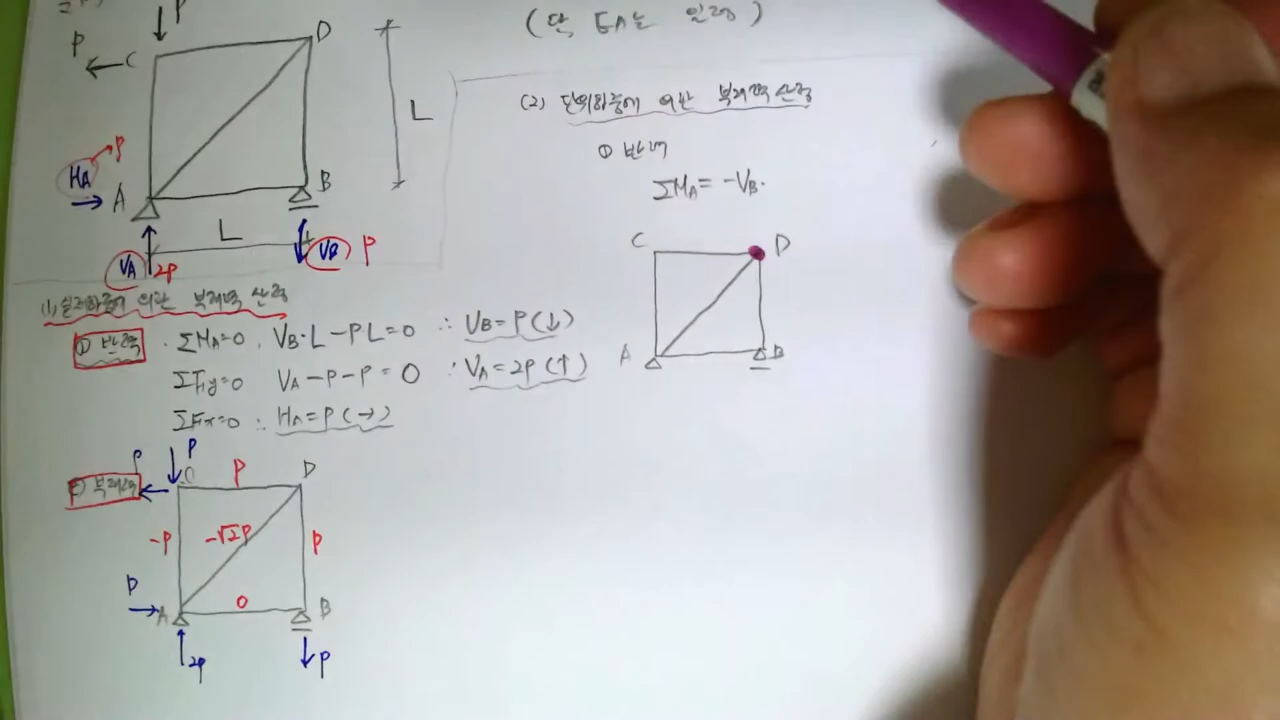 P
(단 EA는 일정)
P
C
D
L
HA
P
A
B
L
VA
2P
VB
P
(1) 실제하중에 의한 부재력 산정
① 반력 · ΣMA=0, VB·L-PL=0 ∴ VB=P(↓)
ΣFy=0 VA-P-P=0 ∴ VA=2P(↑)
ΣFx=0 ∴ HA=P(→)
② 부재력
P
P
C
P
D
-P
-√2P
P
P
A
0
B
2P
P
(2) 단위하중에 의한 부재력 산정
① 반력
ΣMA= -VB·
C
D
A
B